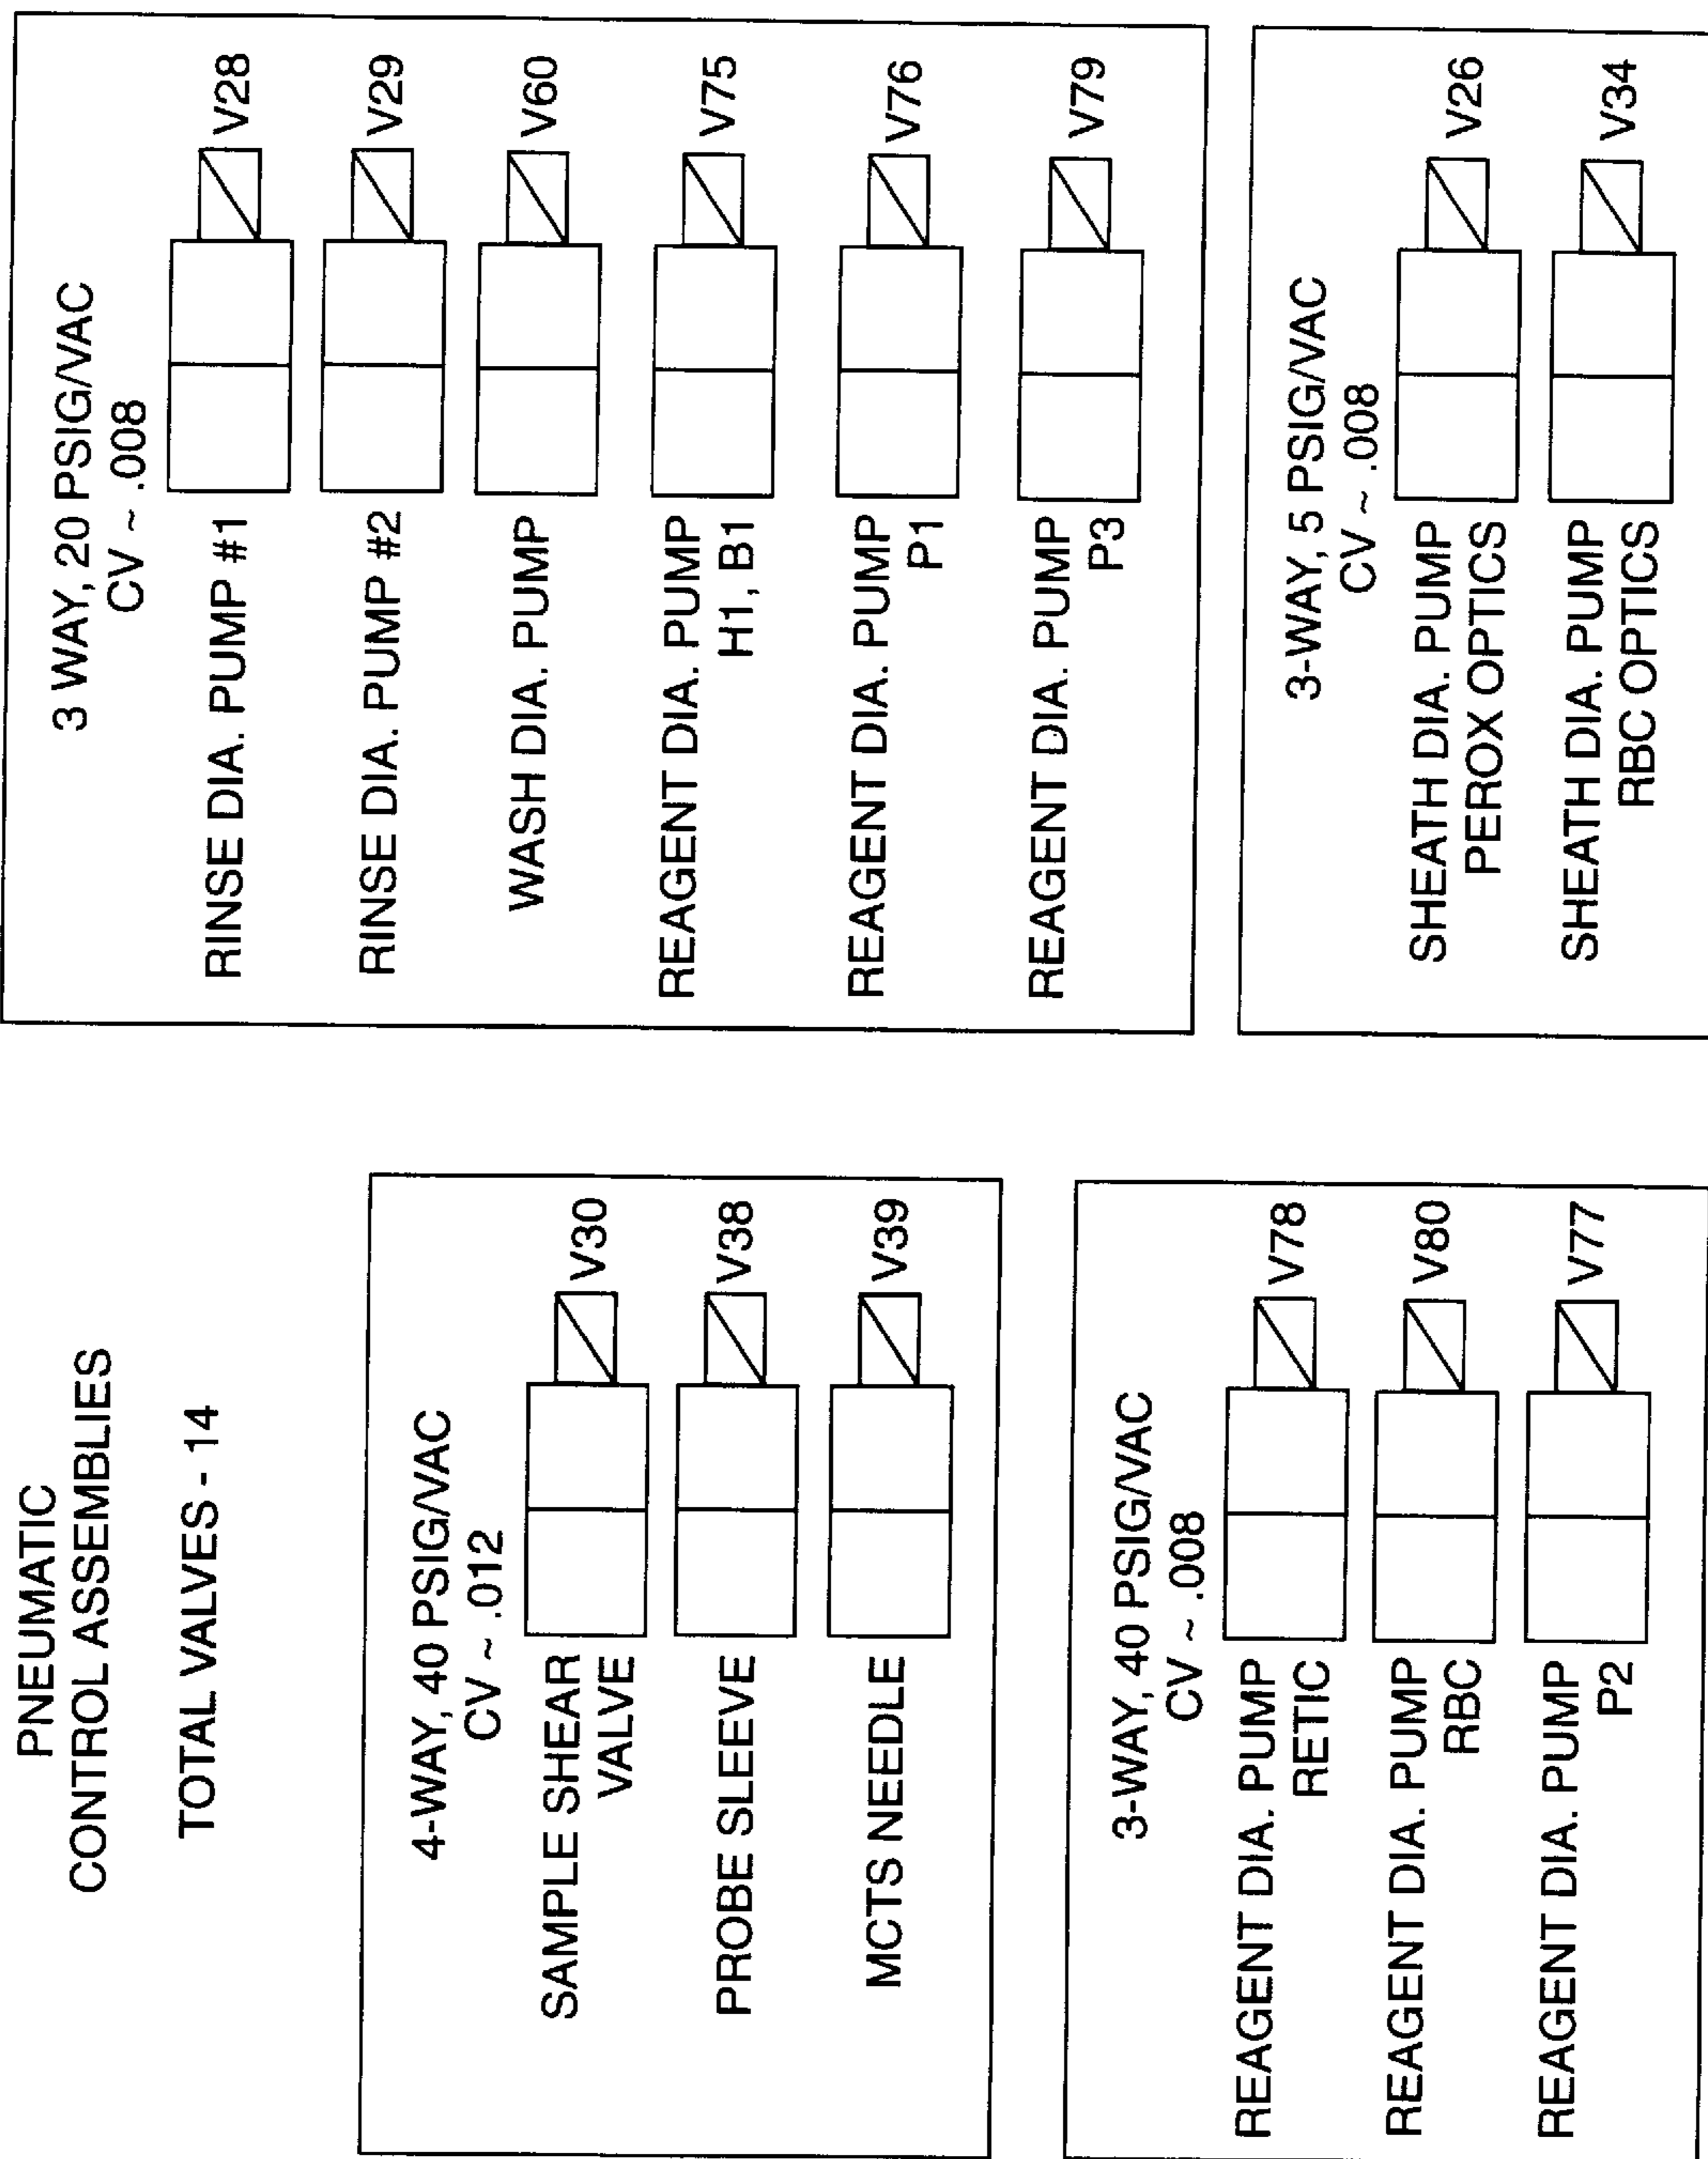 PNEUMATIC
CONTROL ASSEMBLIES
TOTAL VALVES - 14
4-WAY, 40 PSIG/VAC
CV ~ .012
SAMPLE SHEAR
VALVE
V30
PROBE SLEEVE
V38
MCTS NEEDLE
V39
3-WAY, 40 PSIG/VAC
CV ~ .008
REAGENT DIA. PUMP
RETIC
V78
REAGENT DIA. PUMP
RBC
V80
REAGENT DIA. PUMP
P2
V77
3 WAY, 20 PSIG/VAC
CV ~ .008
RINSE DIA. PUMP #1
V28
RINSE DIA. PUMP #2
V29
WASH DIA. PUMP
V60
REAGENT DIA. PUMP
H1, B1
V75
REAGENT DIA. PUMP
P1
V76
REAGENT DIA. PUMP
P3
V79
3-WAY, 5 PSIG/VAC
CV ~ .008
SHEATH DIA. PUMP
PEROX OPTICS
V26
SHEATH DIA. PUMP
RBC OPTICS
V34